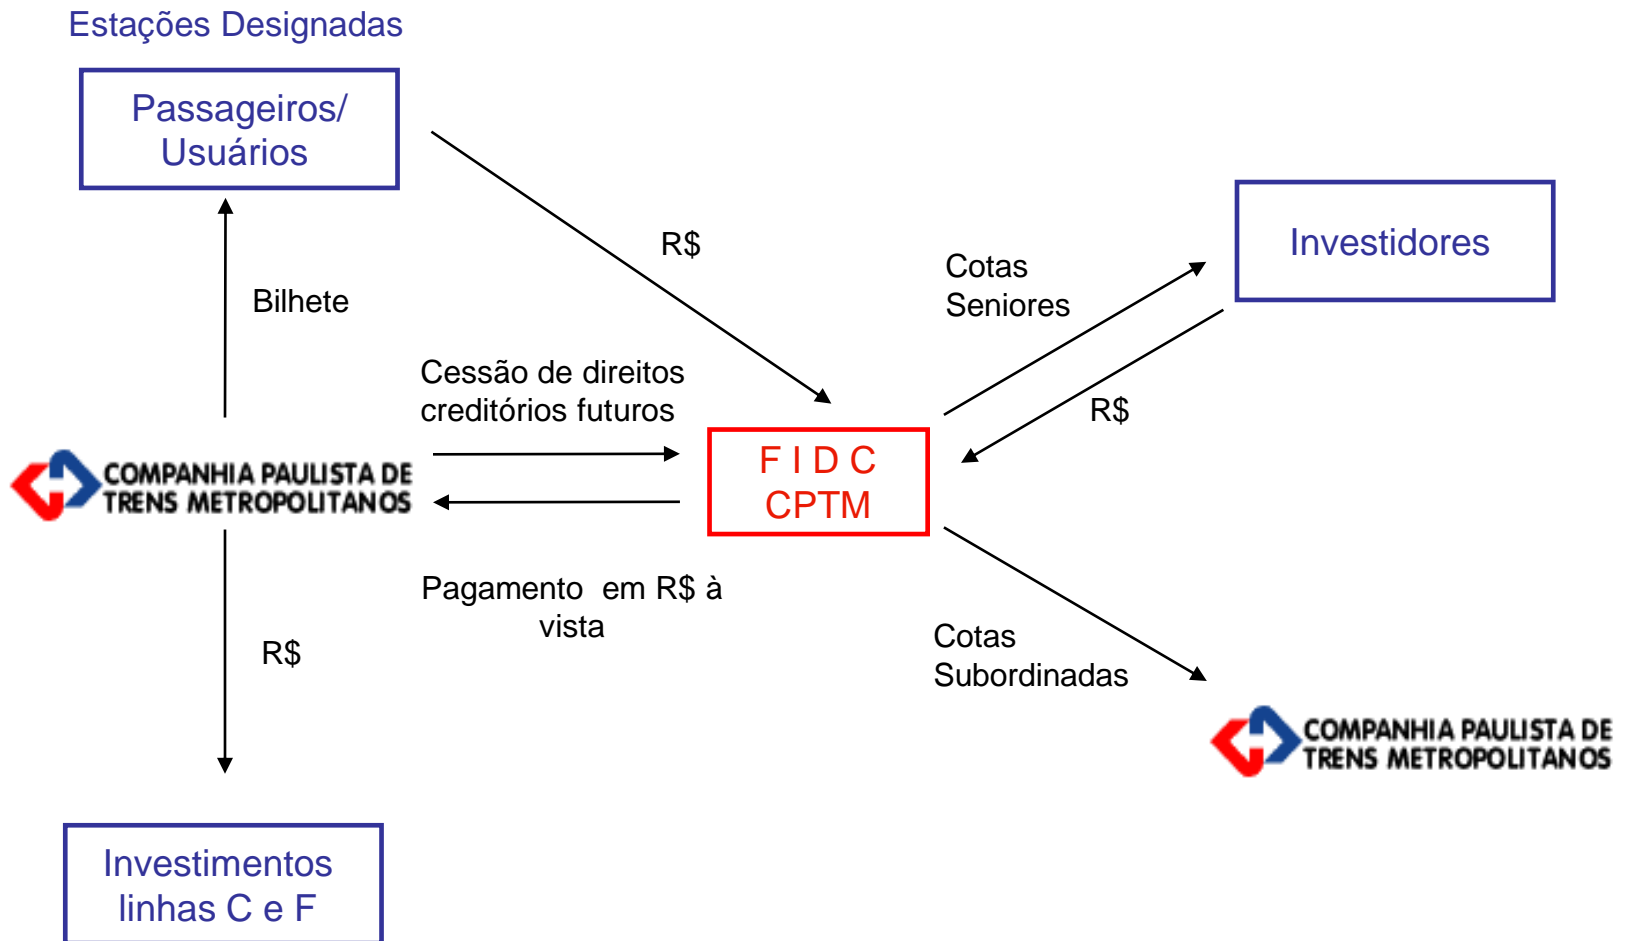 Estações Designadas
Passageiros/
Usuários
R$
Investidores
Cotas
Seniores
Bilhete
R$
Cessão de direitos
creditórios futuros
F I D C
CPTM
COMPANHIA PAULISTA DE
TRENS METROPOLITANOS
Pagamento em R$ à
vista
R$
Cotas
Subordinadas
COMPANHIA PAULISTA DE
TRENS METROPOLITANOS
Investimentos
linhas C e F